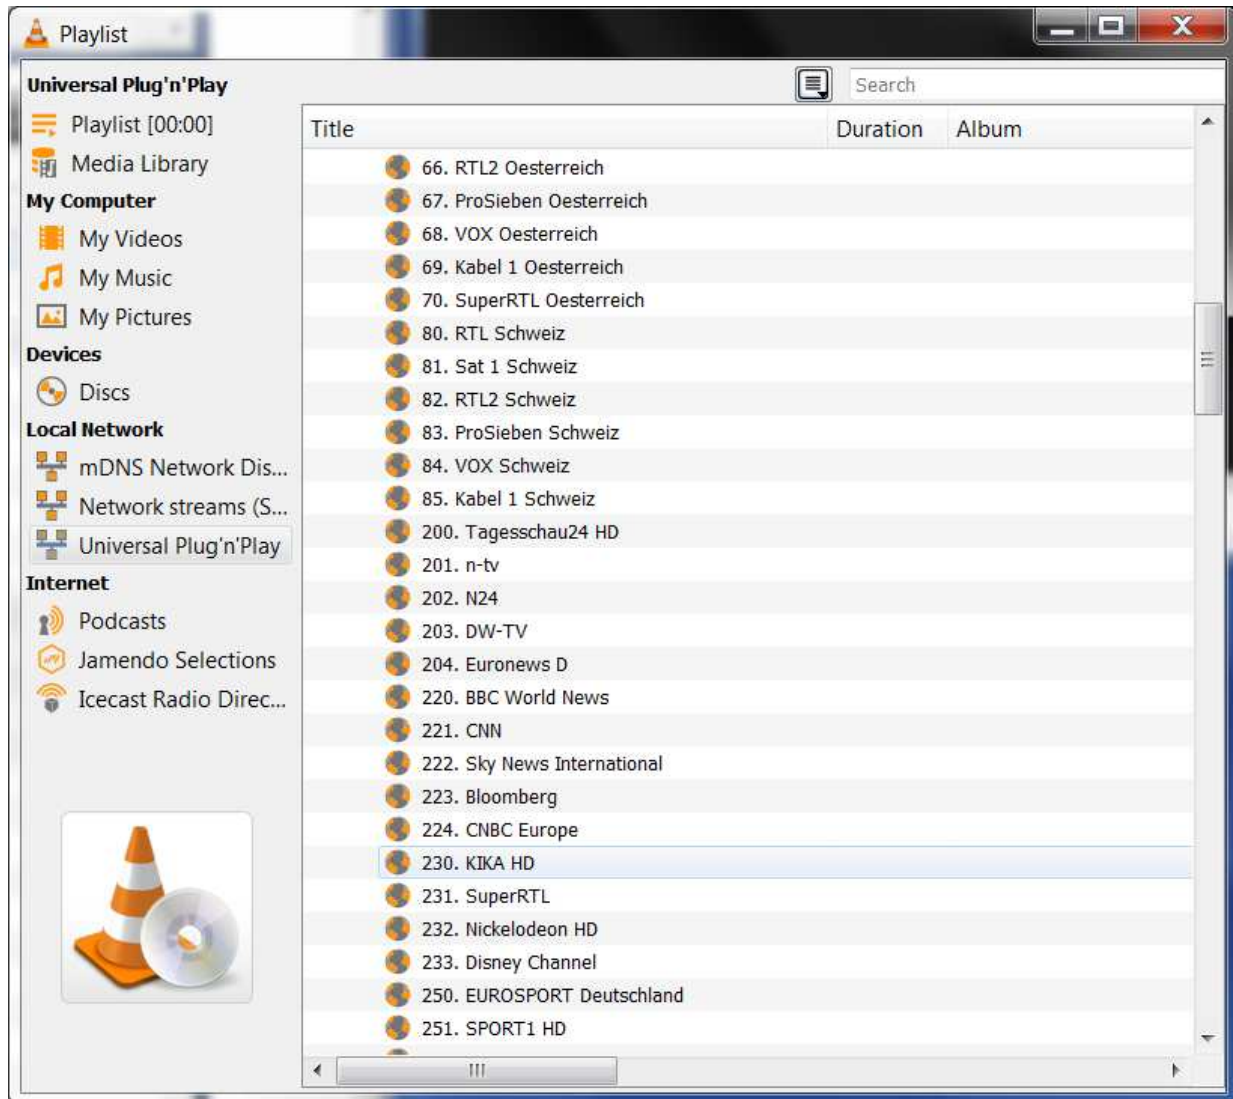 Playlist
Universal Plug'n'Play
Search
Playlist [00:00]
Media Library
My Computer
My Videos
My Music
My Pictures
Devices
Discs
Local Network
mDNS Network Dis...
Network streams (S...
Universal Plug'n'Play
Internet
Podcasts
Jamendo Selections
Icecast Radio Direc...
Title Duration Album
66. RTL2 Oesterreich
67. ProSieben Oesterreich
68. VOX Oesterreich
69. Kabel 1 Oesterreich
70. SuperRTL Oesterreich
80. RTL Schweiz
81. Sat 1 Schweiz
82. RTL2 Schweiz
83. ProSieben Schweiz
84. VOX Schweiz
85. Kabel 1 Schweiz
200. Tagesschau24 HD
201. n-tv
202. N24
203. DW-TV
204. Euronews D
220. BBC World News
221. CNN
222. Sky News International
223. Bloomberg
224. CNBC Europe
230. KIKA HD
231. SuperRTL
232. Nickelodeon HD
233. Disney Channel
250. EUROSPORT Deutschland
251. SPORT1 HD